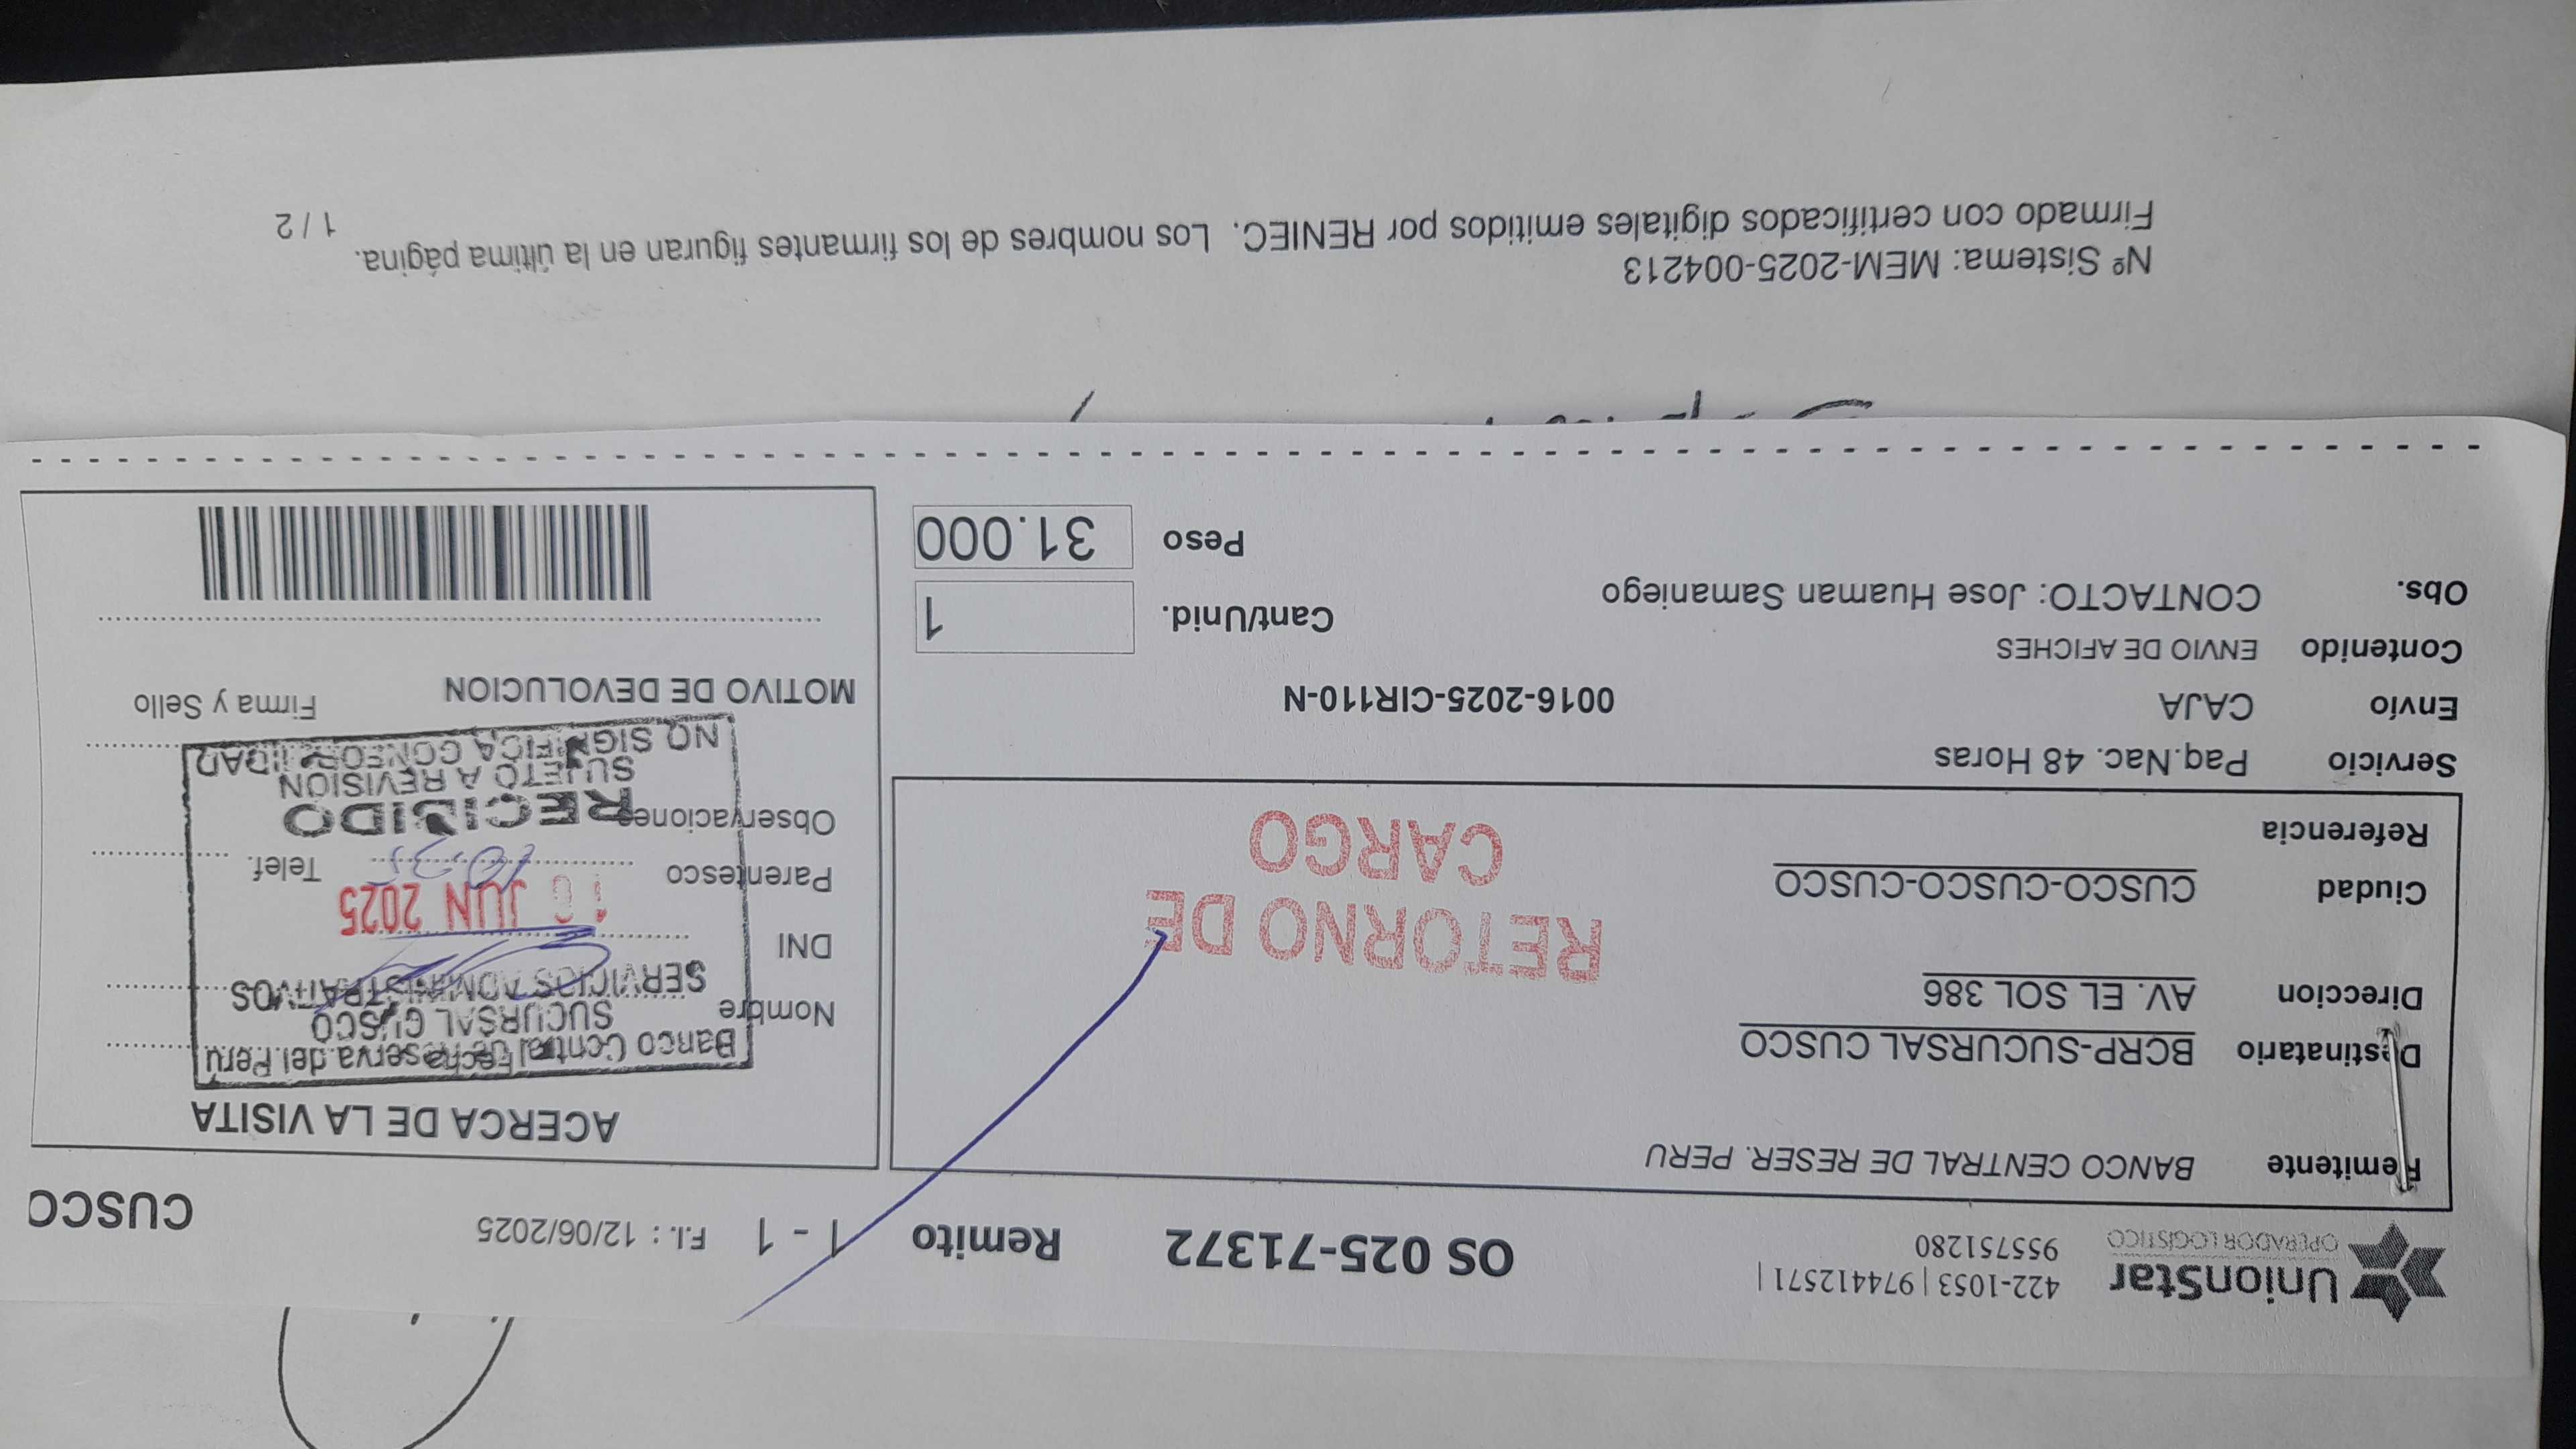 UnionStar
OPERADOR LOGISTICO
422-1053 | 974412571 |
955751280
OS 025-71372
Remito 1 - 1
F.I. : 12/06/2025
CUSCO
Remitente BANCO CENTRAL DE RESER. PERU
Destinatario BCRP-SUCURSAL CUSCO
Direccion AV. EL SOL 386
Ciudad CUSCO-CUSCO-CUSCO
Referencia
RETORNO DE
CARGO
Servicio Paq.Nac. 48 Horas
Envío CAJA
0016-2025-CIR110-N
Contenido ENVIO DE AFICHES
Obs. CONTACTO: Jose Huaman Samaniego
Cant/Unid. 1
Peso 31.000
ACERCA DE LA VISITA
Fecha
Nombre
DNI
Parentesco
Telef.
Observaciones
Banco Central de Reserva del Perú
SUCURSAL CUSCO
SERVICIOS ADMINISTRATIVOS
JUN 2025
RECIBIDO
SUJETO A REVISION
NO SIGNIFICA CONFORMIDAD
MOTIVO DE DEVOLUCION
Firma y Sello
Nº Sistema: MEM-2025-004213
Firmado con certificados digitales emitidos por RENIEC. Los nombres de los firmantes figuran en la última página.
1 / 2